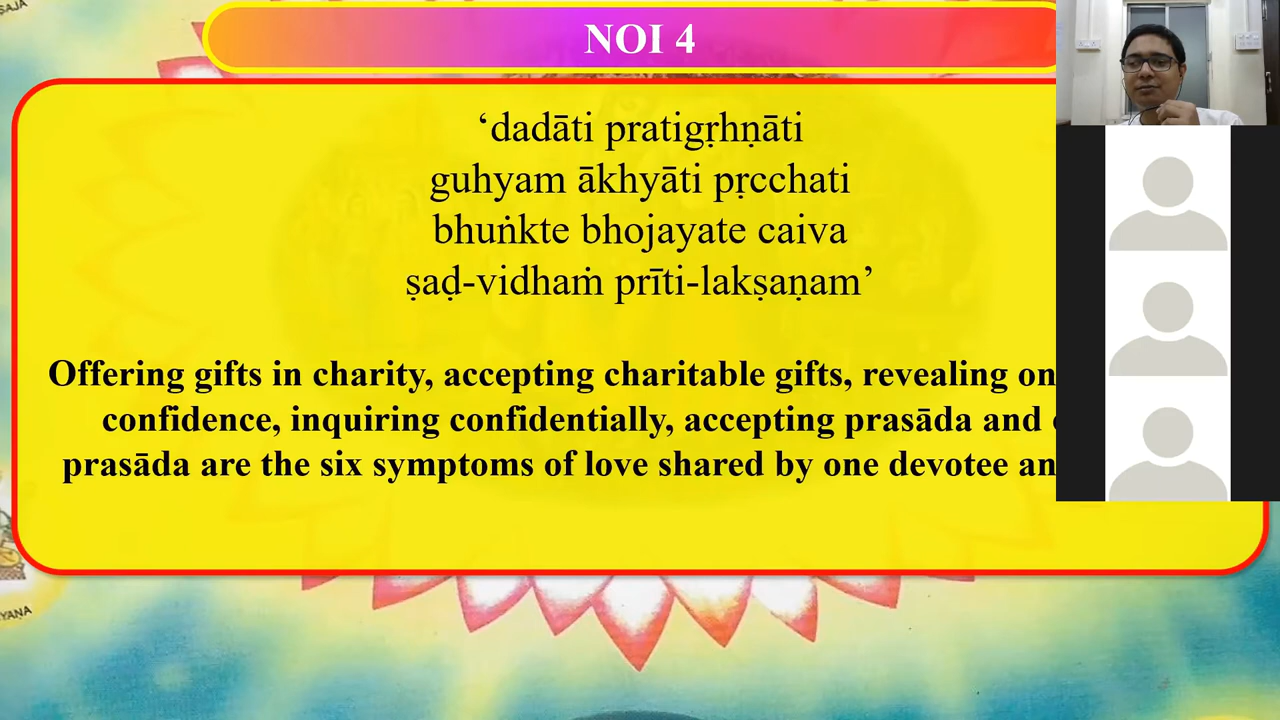 NOI 4
‘dadāti pratigṛhṇāti
guhyam ākhyāti pṛcchati
bhuṅkte bhojayate caiva
ṣaḍ-vidhaṁ prīti-lakṣaṇam’
Offering gifts in charity, accepting charitable gifts, revealing
confidence, inquiring confidentially, accepting prasāda and
prasāda are the six symptoms of love shared by one devotee